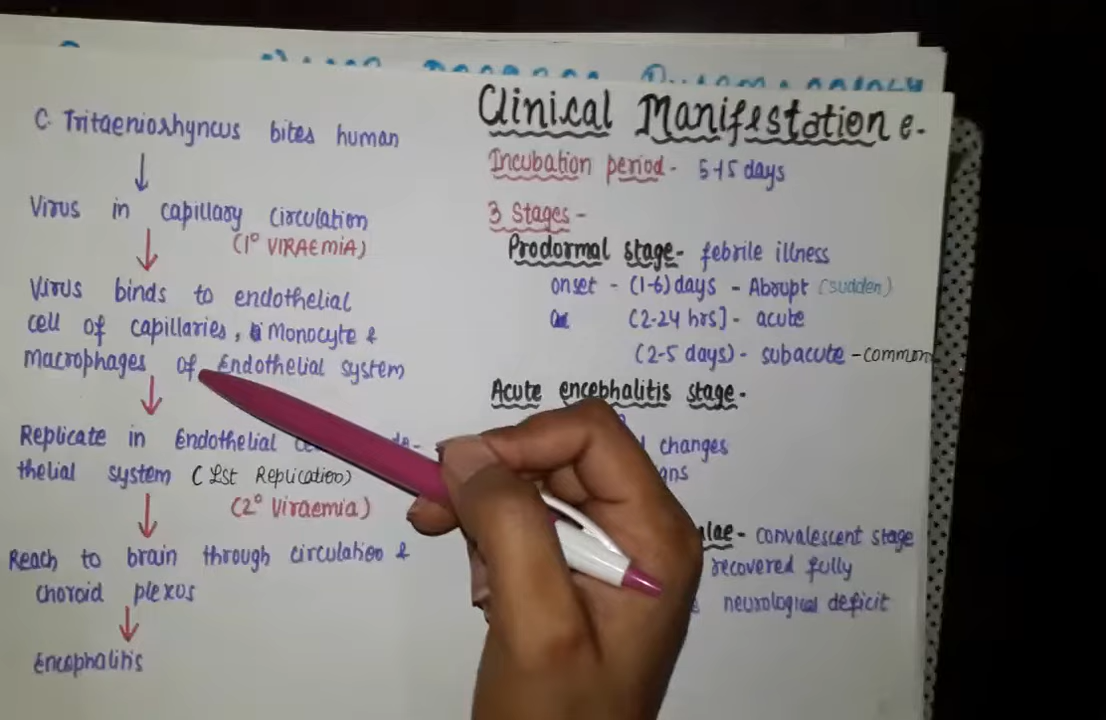 C. Tritaeniorhyncus bites human
↓
Virus in capillary circulation
(1° VIRAEMIA)
↓
Virus binds to endothelial
cell of capillaries, Monocyte &
macrophages of Endothelial system
↓
Replicate in Endothelial
thelial system (Ist Replication)
(2° Viraemia)
↓
Reach to brain through circulation &
choroid plexus
↓
Encephalitis
Clinical Manifestation
Incubation period - 5-15 days
3 Stages -
Prodormal stage - febrile illness
onset - (1-6) days - Abrupt (sudden)
(2-24 hrs] - acute
(2-5 days) - subacute - common
Acute encephalitis stage -
changes
lae - convalescent stage
recovered fully
neurological deficit